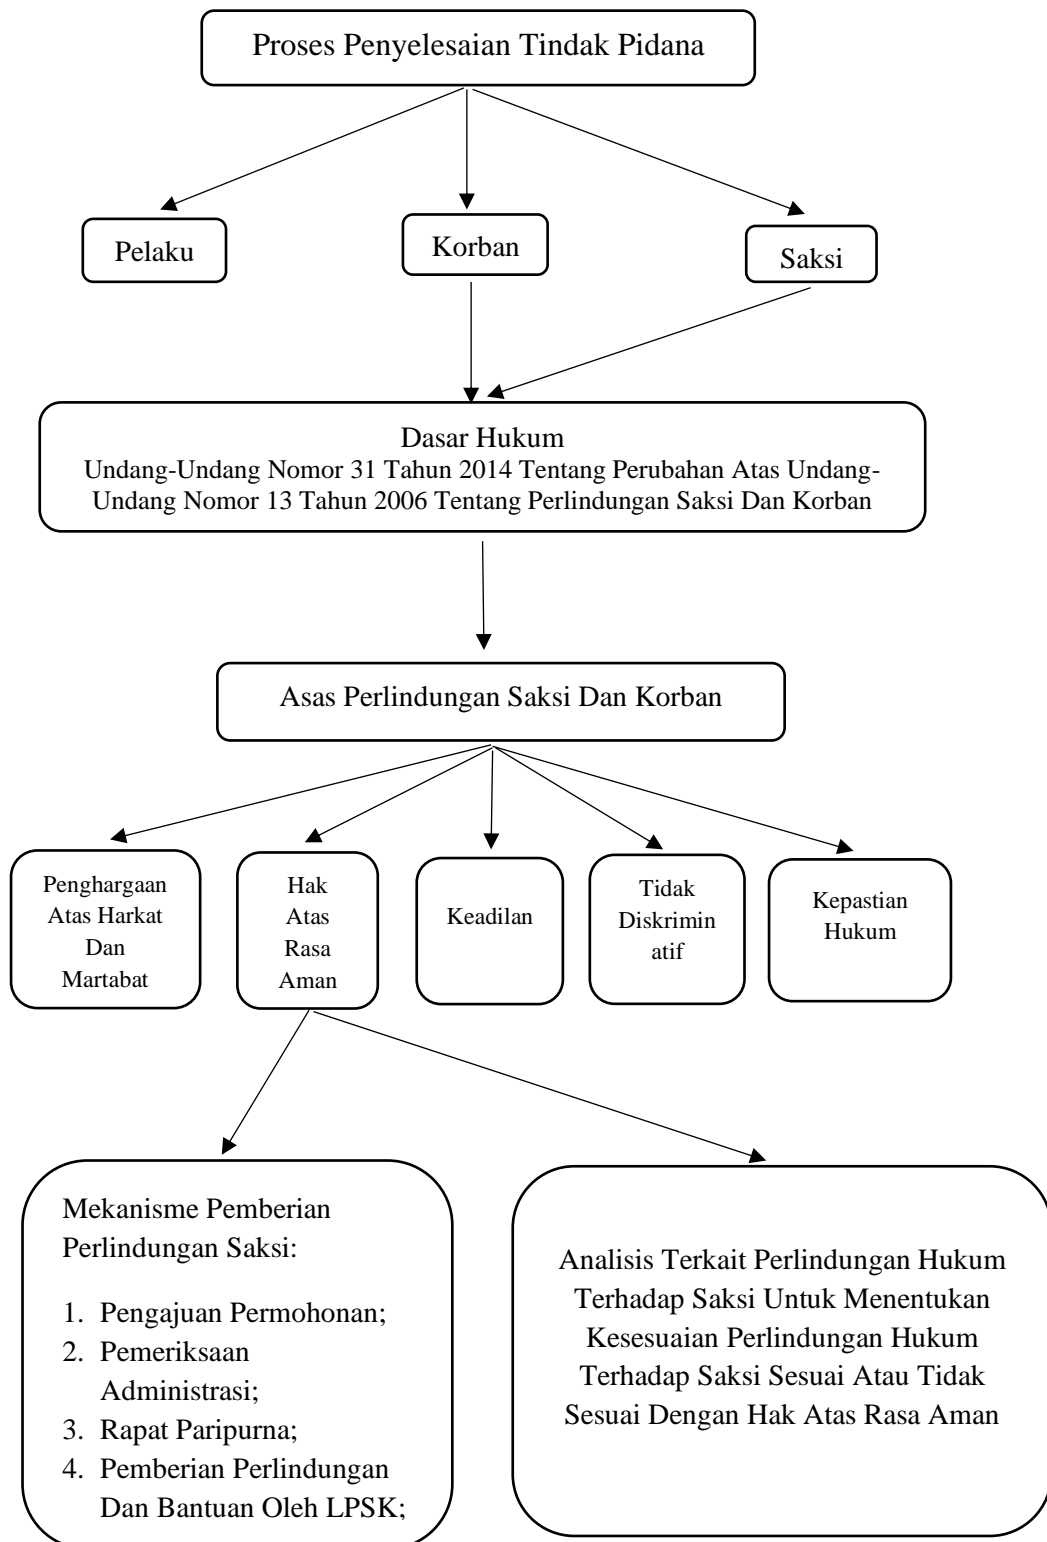 Proses Penyelesaian Tindak Pidana
Pelaku
Korban
Saksi
Dasar Hukum
Undang-Undang Nomor 31 Tahun 2014 Tentang Perubahan Atas Undang-
Undang Nomor 13 Tahun 2006 Tentang Perlindungan Saksi Dan Korban
Asas Perlindungan Saksi Dan Korban
Penghargaan
Atas Harkat
Dan
Martabat
Hak
Atas
Rasa
Aman
Keadilan
Tidak
Diskrimin
atif
Kepastian
Hukum
Mekanisme Pemberian
Perlindungan Saksi:
1. Pengajuan Permohonan;
2. Pemeriksaan
Administrasi;
3. Rapat Paripurna;
4. Pemberian Perlindungan
Dan Bantuan Oleh LPSK;
Analisis Terkait Perlindungan Hukum
Terhadap Saksi Untuk Menentukan
Kesesuaian Perlindungan Hukum
Terhadap Saksi Sesuai Atau Tidak
Sesuai Dengan Hak Atas Rasa Aman